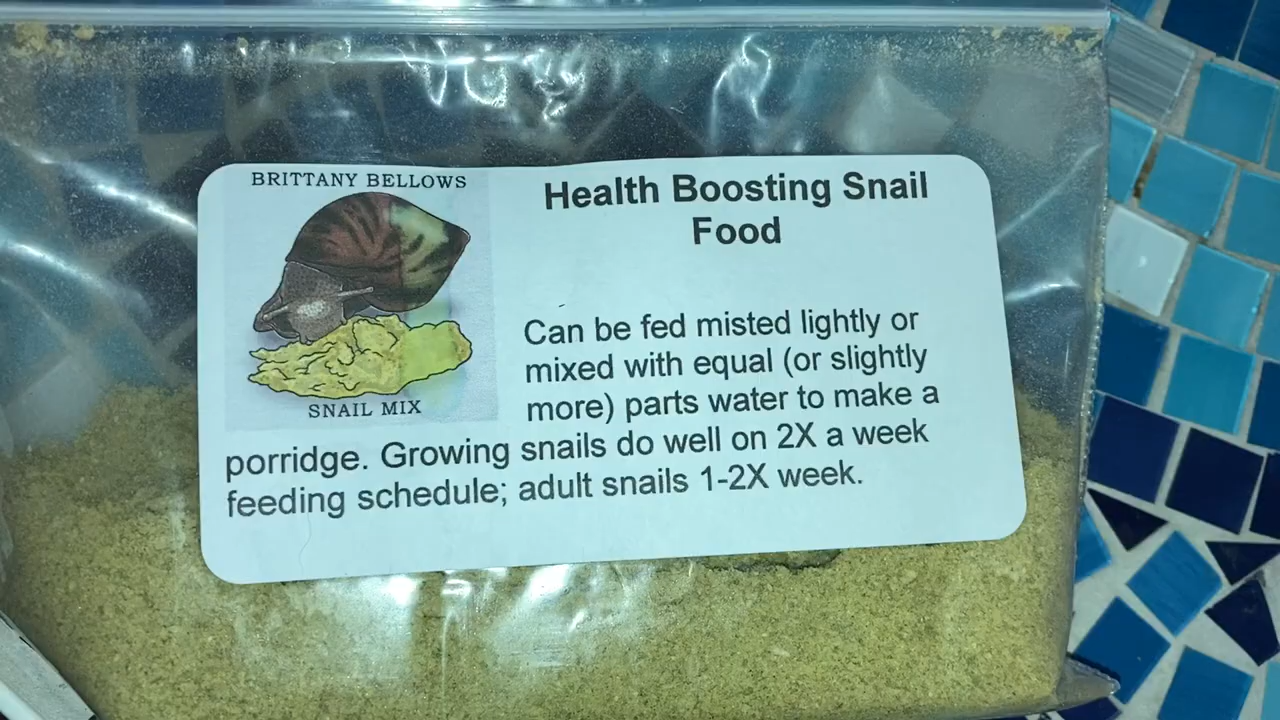 BRITTANY BELLOWS
SNAIL MIX
Health Boosting Snail
Food
Can be fed misted lightly or
mixed with equal (or slightly
more) parts water to make a
porridge. Growing snails do well on 2X a week
feeding schedule; adult snails 1-2X week.